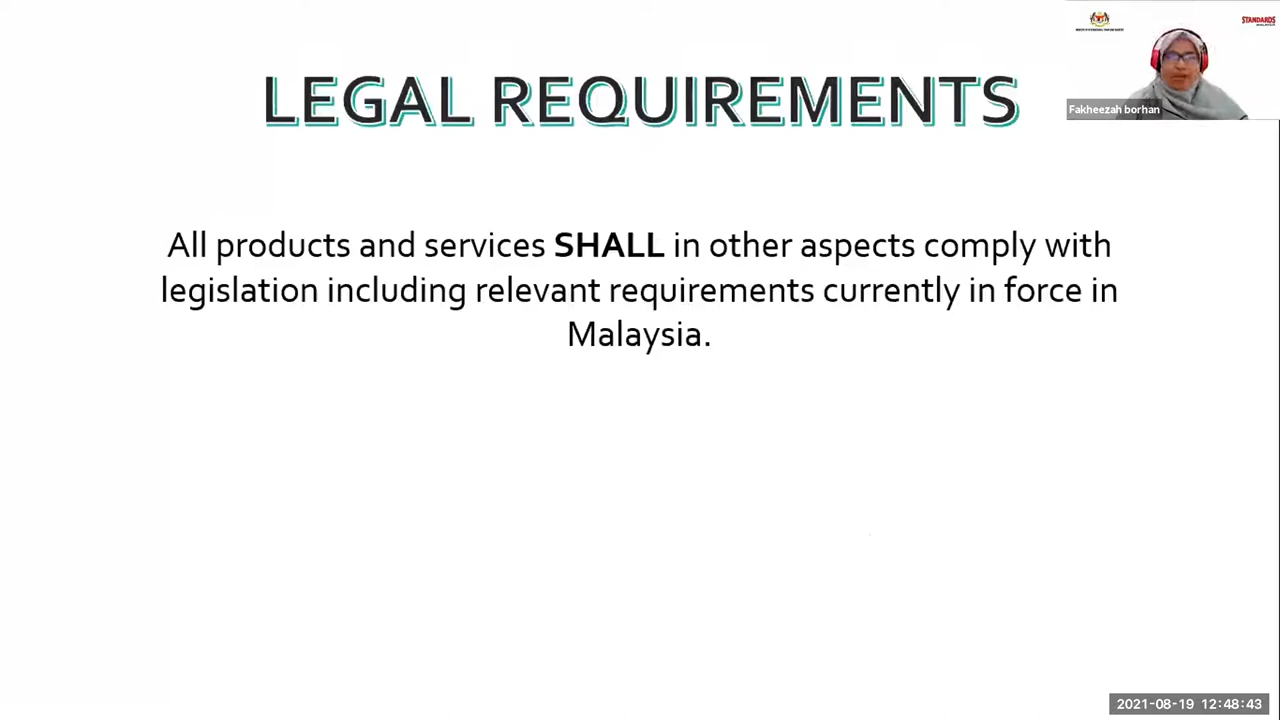 STANDARDS
Fakheezah borhan
LEGAL REQUIREMENTS
All products and services SHALL in other aspects comply with
legislation including relevant requirements currently in force in
Malaysia.
2021-08-19 12:48:43